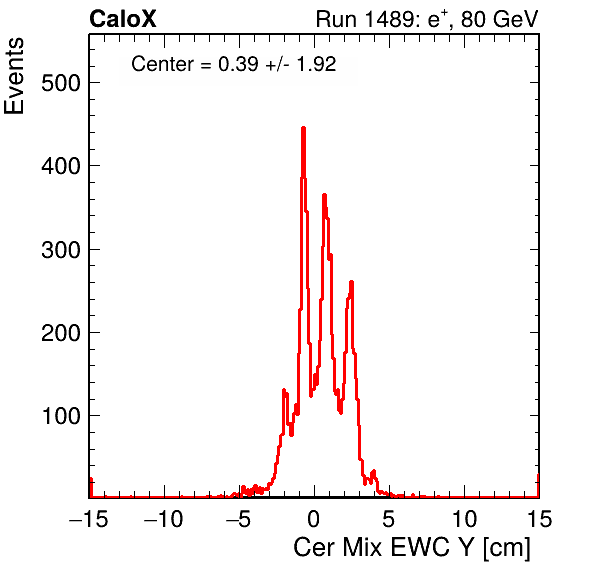 CaloX
Run 1489: e+, 80 GeV
Events
Center = 0.39 +/- 1.92
500
400
300
200
100
−15 −10 −5 0 5 10 15
Cer Mix EWC Y [cm]